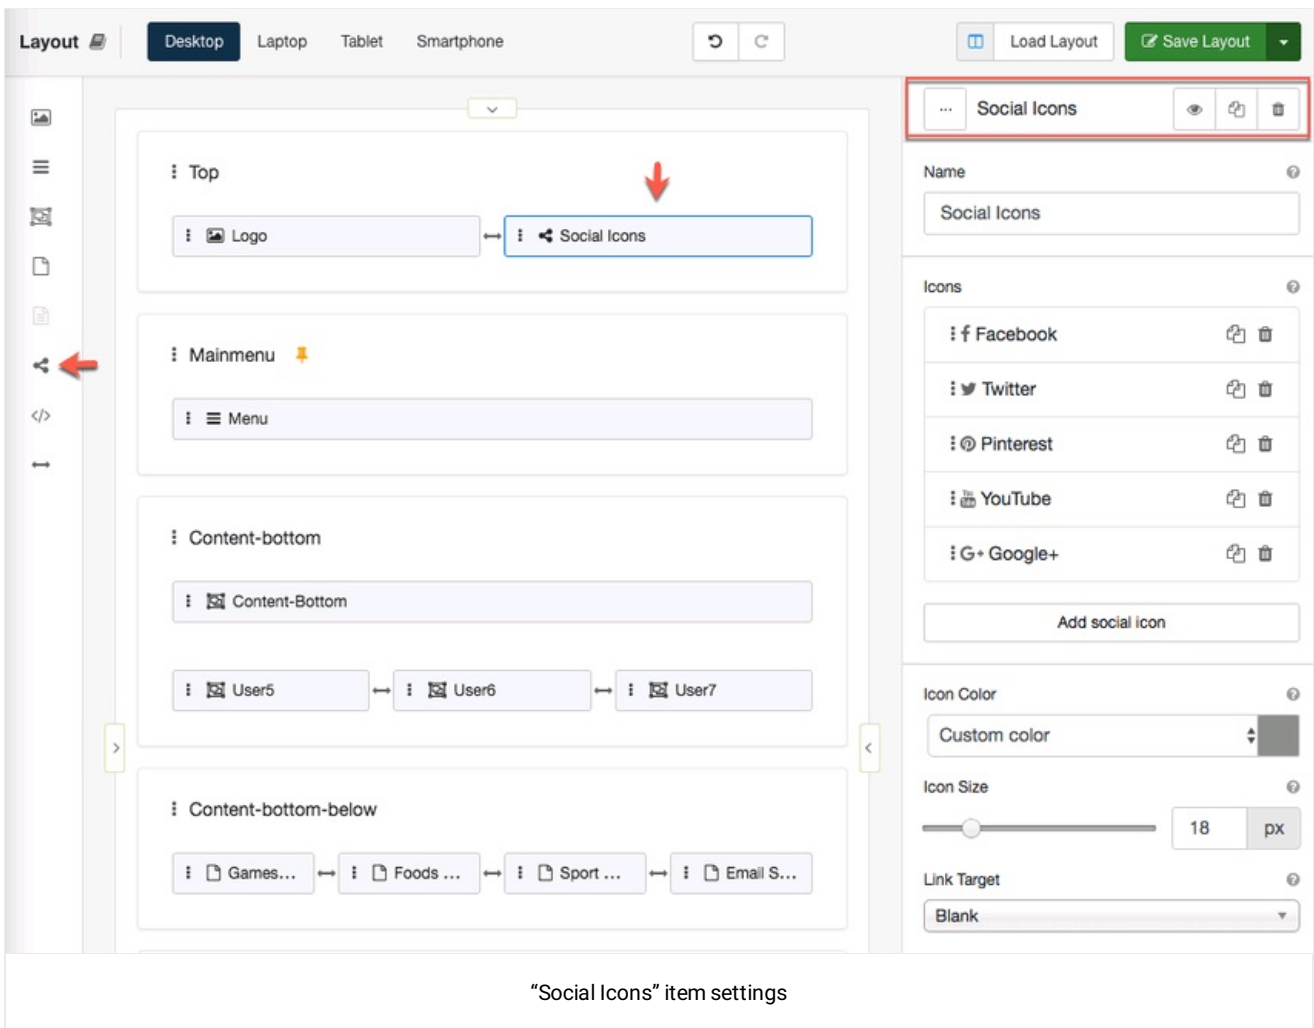 Layout Desktop Laptop Tablet Smartphone Load Layout Save Layout
Social Icons
Name
Social Icons
Icons
Facebook
Twitter
Pinterest
YouTube
G+ Google+
Add social icon
Icon Color
Custom color
Icon Size
18 px
Link Target
Blank
Top
Logo Social Icons
Mainmenu
Menu
Content-bottom
Content-Bottom
User5 User6 User7
Content-bottom-below
Games... Foods ... Sport ... Email S...
“Social Icons” item settings